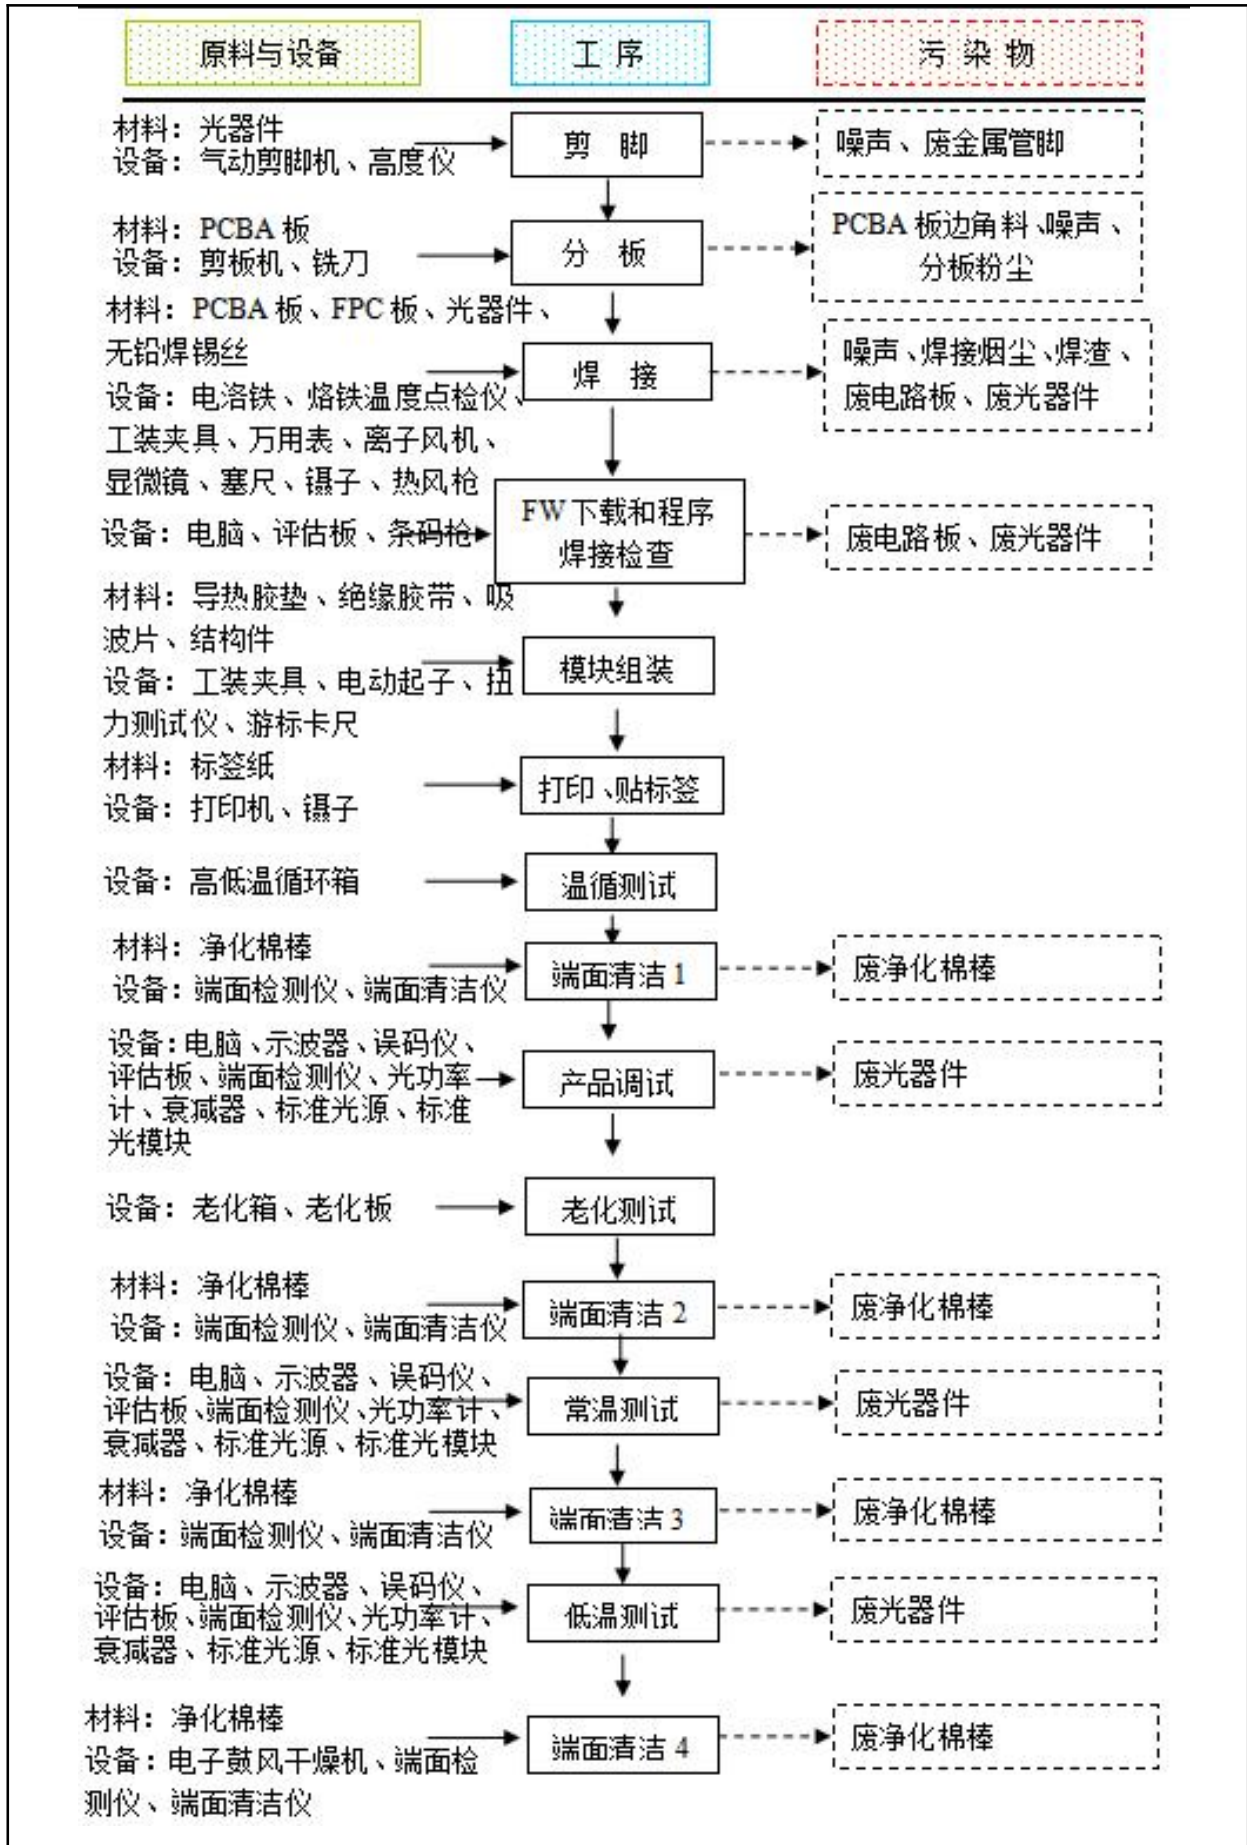 原料与设备
工 序
污 染 物
材料：光器件
设备：气动剪脚机、高度仪
剪 脚
噪声、废金属管脚
材料：PCBA 板
设备：剪板机、铣刀
分 板
PCBA 板边角料、噪声、
分板粉尘
材料：PCBA 板、FPC 板、光器件、
无铅焊锡丝
设备：电洛铁、烙铁温度点检仪、
工装夹具、万用表、离子风机、
显微镜、塞尺、镊子、热风枪
焊 接
噪声、焊接烟尘、焊渣、
废电路板、废光器件
设备：电脑、评估板、条码枪
FW 下载和程序
焊接检查
废电路板、废光器件
材料：导热胶垫、绝缘胶带、吸
波片、结构件
设备：工装夹具、电动起子、扭
力测试仪、游标卡尺
模块组装
材料：标签纸
设备：打印机、镊子
打印、贴标签
设备：高低温循环箱
温循测试
材料：净化棉棒
设备：端面检测仪、端面清洁仪
端面清洁 1
废净化棉棒
设备：电脑、示波器、误码仪、
评估板、端面检测仪、光功率
计、衰减器、标准光源、标准
光模块
产品调试
废光器件
设备：老化箱、老化板
老化测试
材料：净化棉棒
设备：端面检测仪、端面清洁仪
端面清洁 2
废净化棉棒
设备：电脑、示波器、误码仪、
评估板、端面检测仪、光功率计、
衰减器、标准光源、标准光模块
常温测试
废光器件
材料：净化棉棒
设备：端面检测仪、端面清洁仪
端面清洁 3
废净化棉棒
设备：电脑、示波器、误码仪、
评估板、端面检测仪、光功率计、
衰减器、标准光源、标准光模块
低温测试
废光器件
材料：净化棉棒
设备：电子鼓风干燥机、端面检
测仪、端面清洁仪
端面清洁 4
废净化棉棒